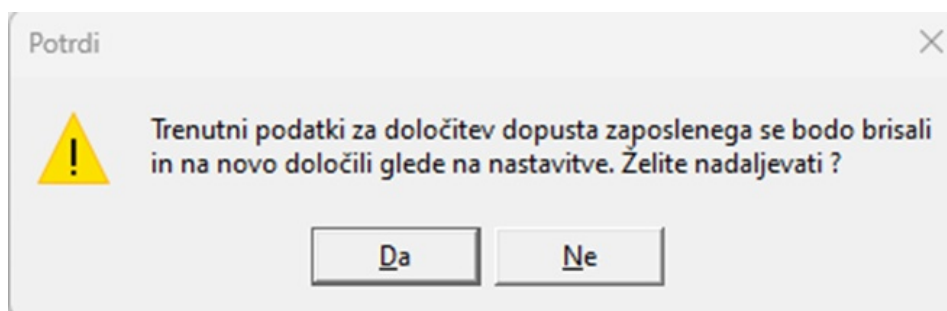 Potrdi
Trenutni podatki za določitev dopusta zaposlenega se bodo brisali
in na novo določili glede na nastavitve. Želite nadaljevati ?
Da
Ne